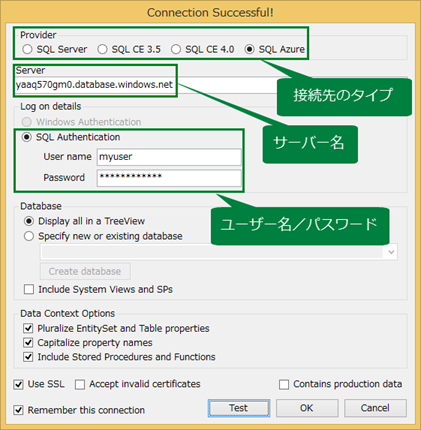 Connection Successful!
Provider
SQL Server SQL CE 3.5 SQL CE 4.0 SQL Azure
接続先のタイプ
Server
yaaq570gm0.database.windows.net
サーバー名
Log on details
Windows Authentication
SQL Authentication
User name myuser
Password ************
ユーザー名／パスワード
Database
Display all in a TreeView
Specify new or existing database
Create database
Include System Views and SPs
Data Context Options
Pluralize EntitySet and Table properties
Capitalize property names
Include Stored Procedures and Functions
Use SSL Accept invalid certificates Contains production data
Remember this connection Test OK Cancel